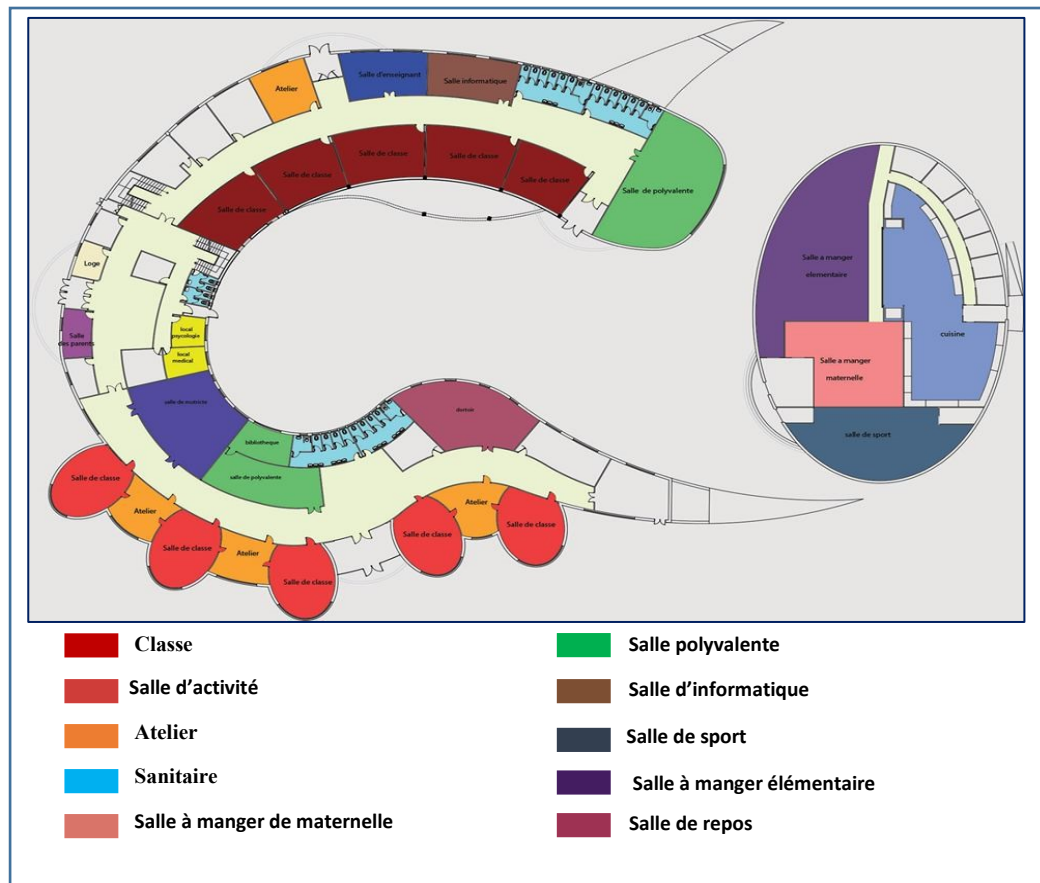 Salle d'enseignent
Salle informatique
Atelier
Salle de classe
Salle de classe
Salle de classe
Salle de classe
Salle de classe
Salle de polyvalente
Loge
Salle
des parents
local
psycologie
local
medical
salle de motricte
bibliotheque
salle de polyvalente
dortoir
Salle de classe
Atelier
Salle de classe
Atelier
Salle de classe
Salle de classe
Atelier
Salle de classe
Salle a manger
elementaire
Salle a manger
maternelle
cuisine
salle de sport
Classe
Salle d'activité
Atelier
Sanitaire
Salle à manger de maternelle
Salle polyvalente
Salle d'informatique
Salle de sport
Salle à manger élémentaire
Salle de repos